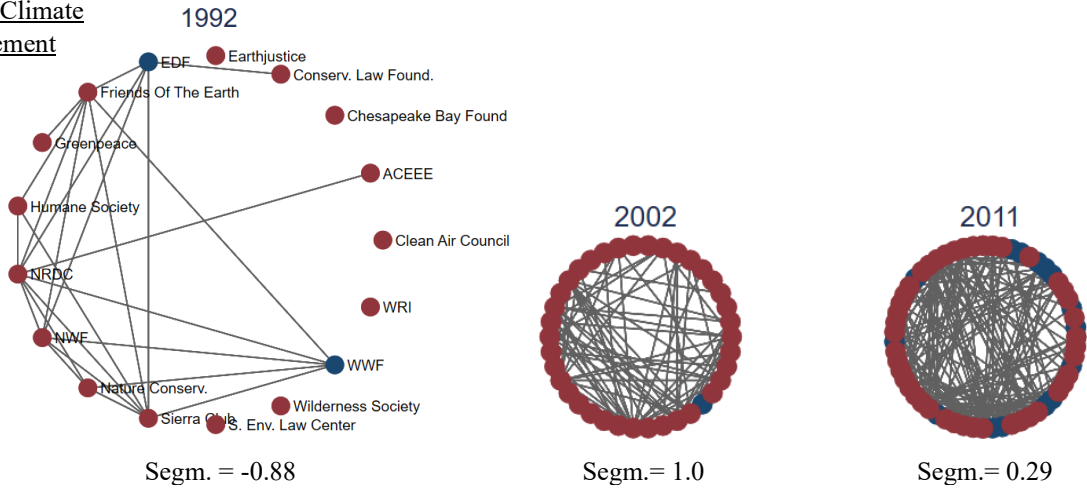 Climate
ement
1992
EDF
Earthjustice
Conserv. Law Found.
Friends Of The Earth
Chesapeake Bay Found
Greenpeace
ACEEE
Humane Society
Clean Air Council
NRDC
WRI
NWF
WWF
Nature Conserv.
Wilderness Society
Sierra Club
S. Env. Law Center
Segm. = -0.88
2002
Segm.= 1.0
2011
Segm.= 0.29